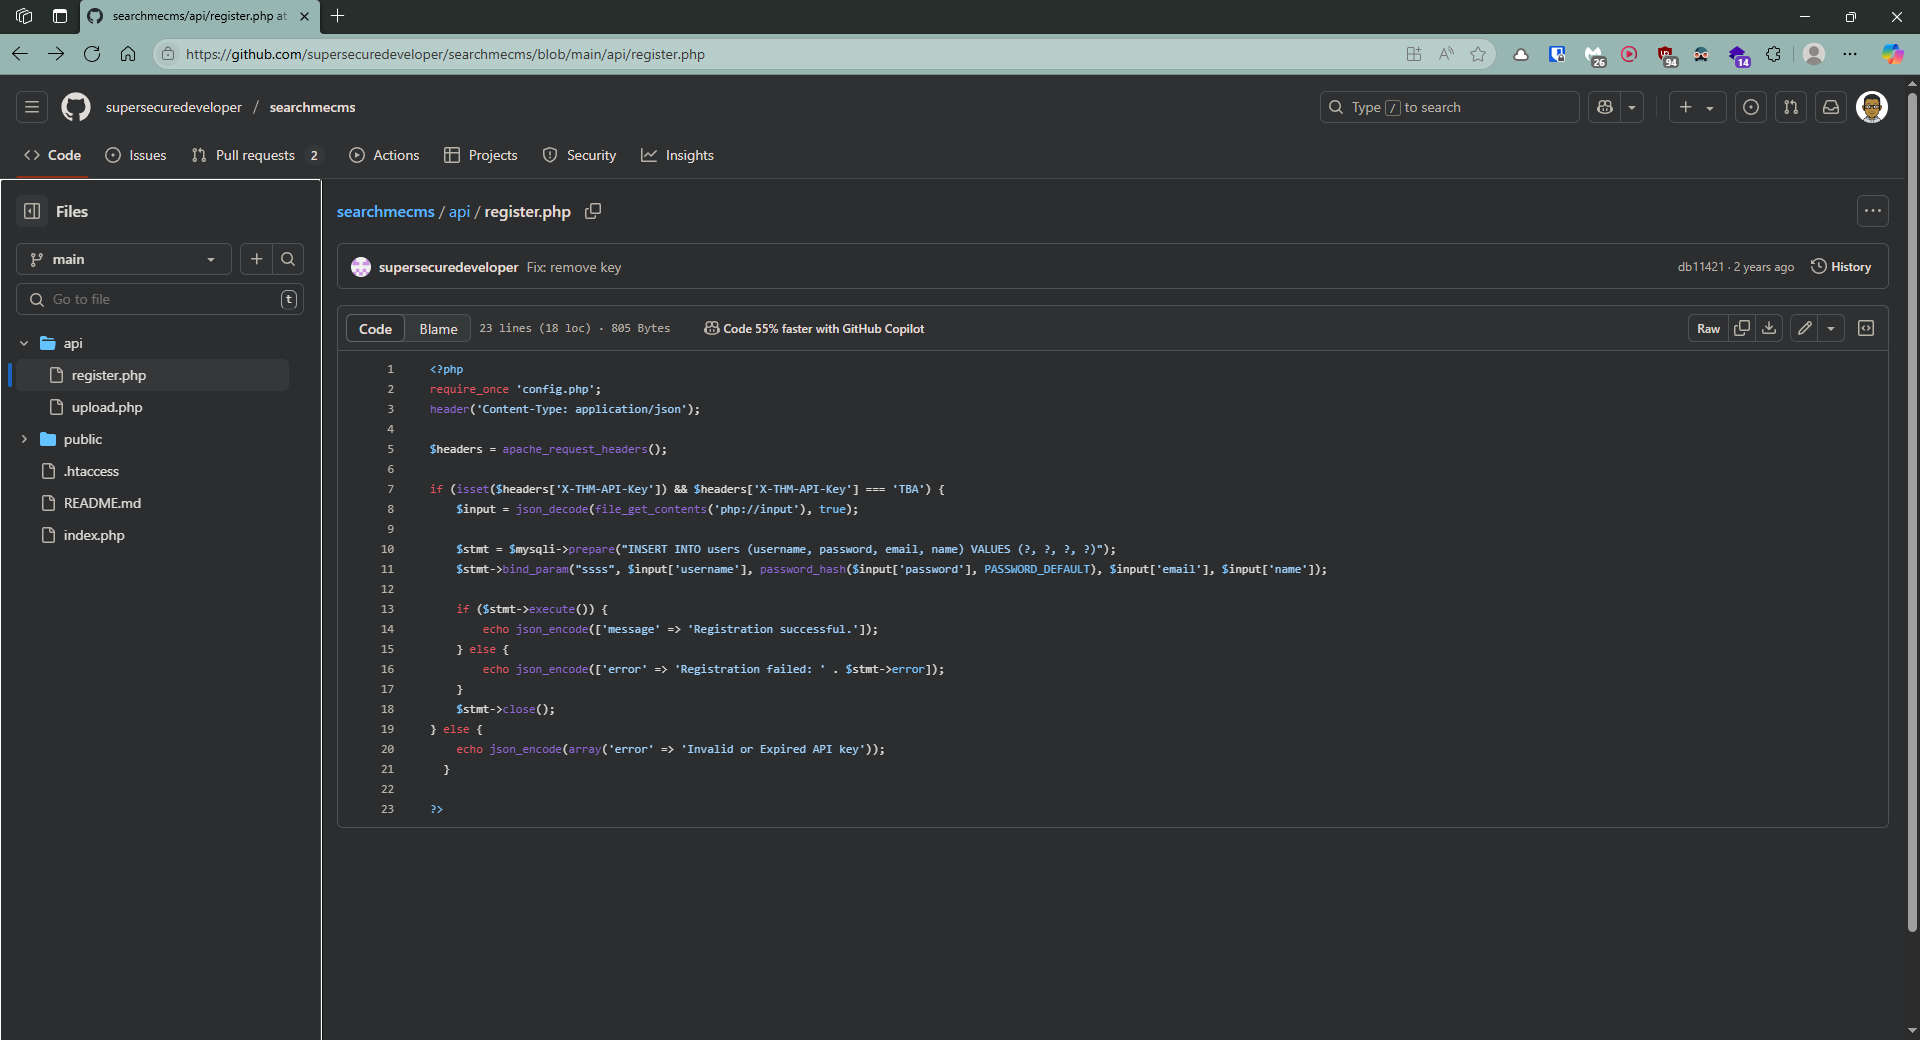 searchmecms/api/register.php at
https://github.com/supersecuredeveloper/searchmecms/blob/main/api/register.php
26
94
14
supersecuredeveloper / searchmecms
Type / to search
Code
Issues
Pull requests 2
Actions
Projects
Security
Insights
Files
main
Go to file
t
api
register.php
upload.php
public
.htaccess
README.md
index.php
searchmecms / api / register.php
supersecuredeveloper Fix: remove key
db11421 · 2 years ago
History
Code
Blame
23 lines (18 loc) · 805 Bytes
Code 55% faster with GitHub Copilot
Raw
1 <?php
2 require_once 'config.php';
3 header('Content-Type: application/json');
4
5 $headers = apache_request_headers();
6
7 if (isset($headers['X-THM-API-Key']) && $headers['X-THM-API-Key'] === 'TBA') {
8 $input = json_decode(file_get_contents('php://input'), true);
9
10 $stmt = $mysqli->prepare("INSERT INTO users (username, password, email, name) VALUES (?, ?, ?, ?)");
11 $stmt->bind_param("ssss", $input['username'], password_hash($input['password'], PASSWORD_DEFAULT), $input['email'], $input['name']);
12
13 if ($stmt->execute()) {
14 echo json_encode(['message' => 'Registration successful.']);
15 } else {
16 echo json_encode(['error' => 'Registration failed: ' . $stmt->error]);
17 }
18 $stmt->close();
19 } else {
20 echo json_encode(array('error' => 'Invalid or Expired API key'));
21 }
22
23 ?>